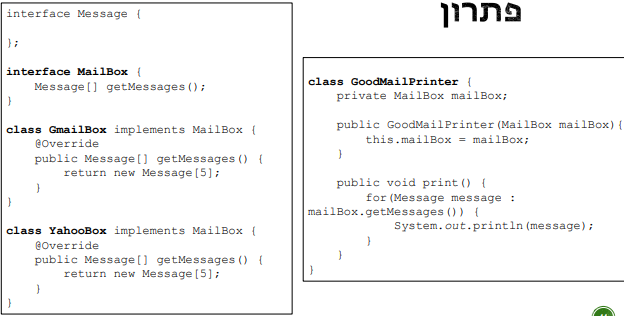 פתרון
interface Message {
};
interface MailBox {
Message[] getMessages();
}
class GmailBox implements MailBox {
@Override
public Message[] getMessages() {
return new Message[5];
}
}
class YahooBox implements MailBox {
@Override
public Message[] getMessages() {
return new Message[5];
}
}
class GoodMailPrinter {
private MailBox mailBox;
public GoodMailPrinter(MailBox mailBox){
this.mailBox = mailBox;
}
public void print() {
for(Message message :
mailBox.getMessages()) {
System.out.println(message);
}
}
}